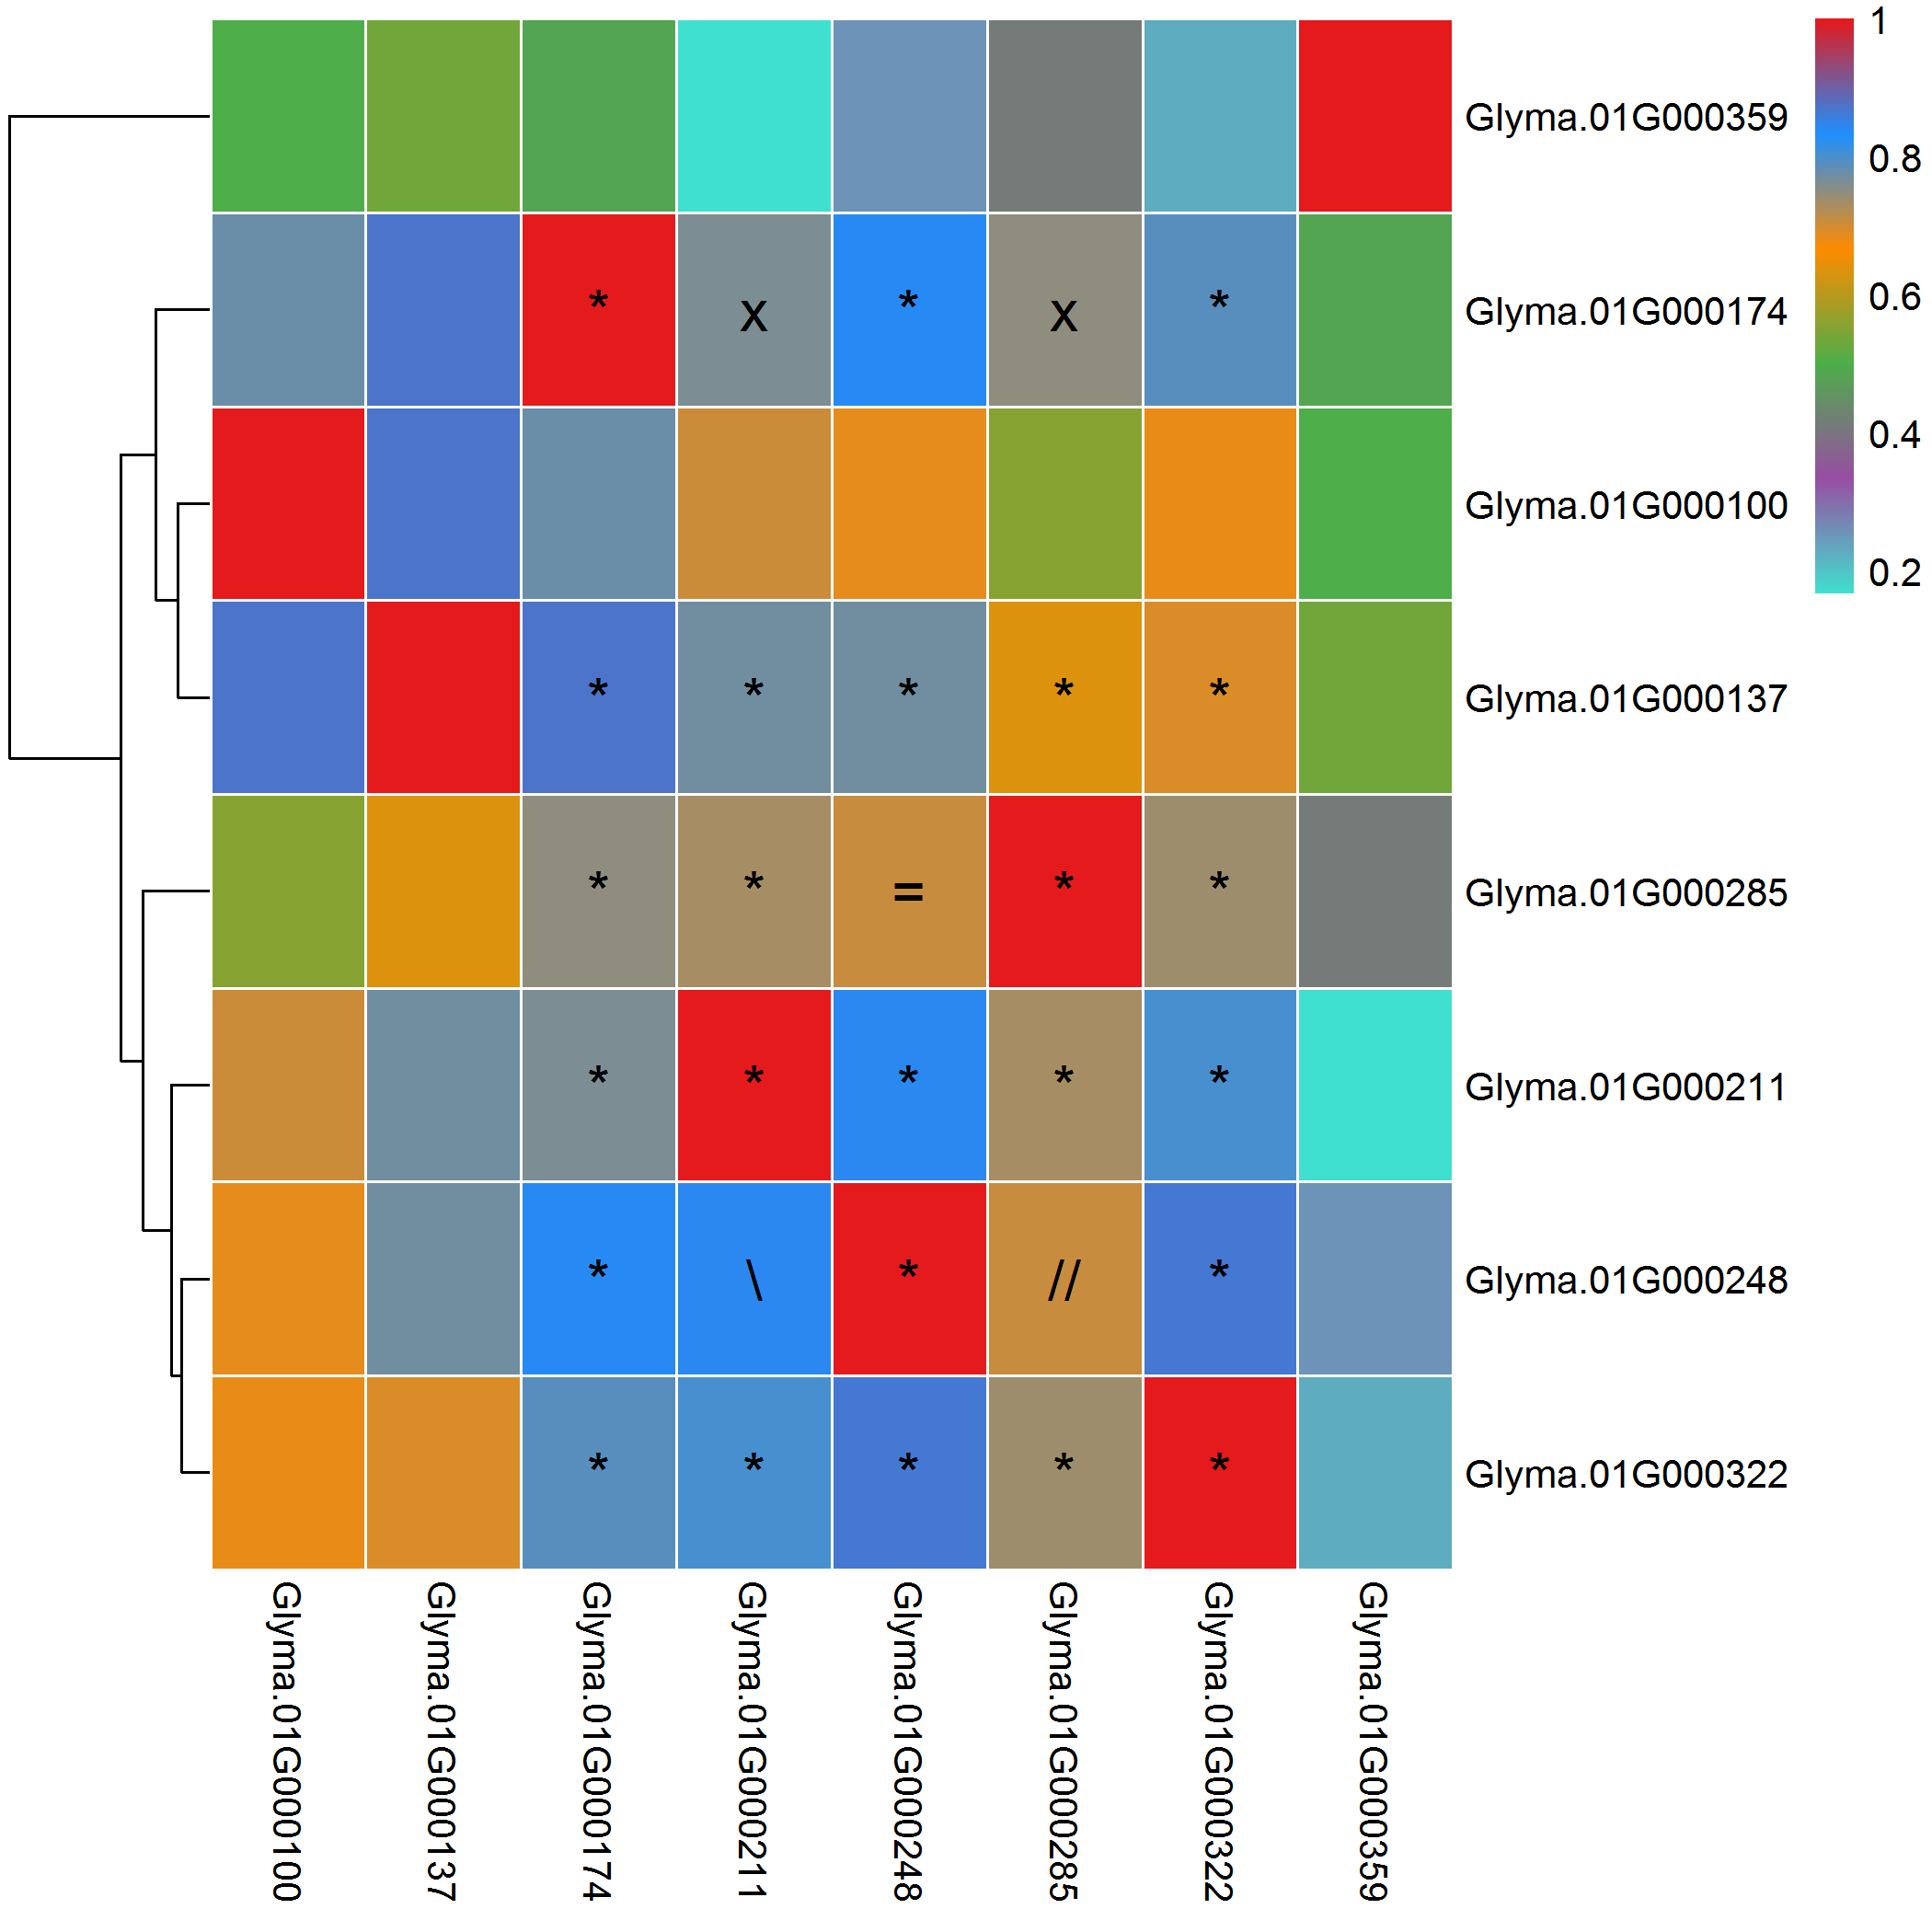 1
Glyma.01G000359
0.8
* x * x * Glyma.01G000174
0.6
0.4
Glyma.01G000100
0.2
* * * * * Glyma.01G000137
* * = * * Glyma.01G000285
* * * * * Glyma.01G000211
* \ * // * Glyma.01G000248
* * * * * Glyma.01G000322
Glyma.01G000100
Glyma.01G000137
Glyma.01G000174
Glyma.01G000211
Glyma.01G000248
Glyma.01G000285
Glyma.01G000322
Glyma.01G000359